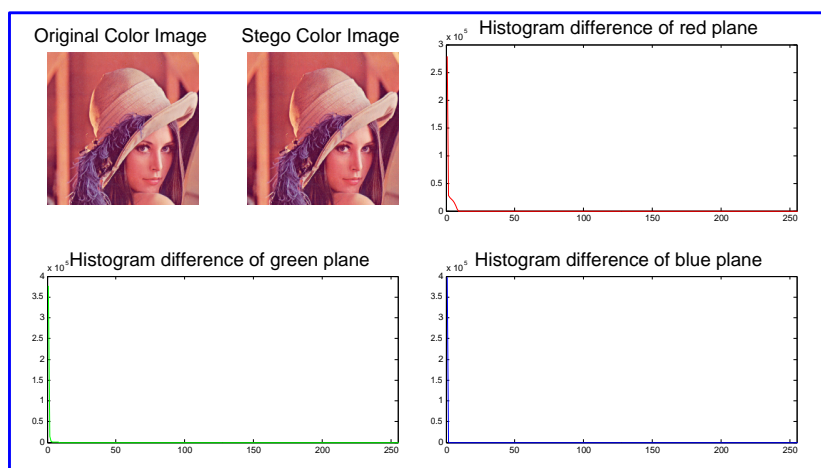 Original Color Image
Stego Color Image
Histogram difference of red plane
x 10^5
3
2.5
2
1.5
1
0.5
0
0 50 100 150 200 250
Histogram difference of green plane
x 10^5
4
3.5
3
2.5
2
1.5
1
0.5
0
0 50 100 150 200 250
Histogram difference of blue plane
x 10^5
4
3.5
3
2.5
2
1.5
1
0.5
0
0 50 100 150 200 250